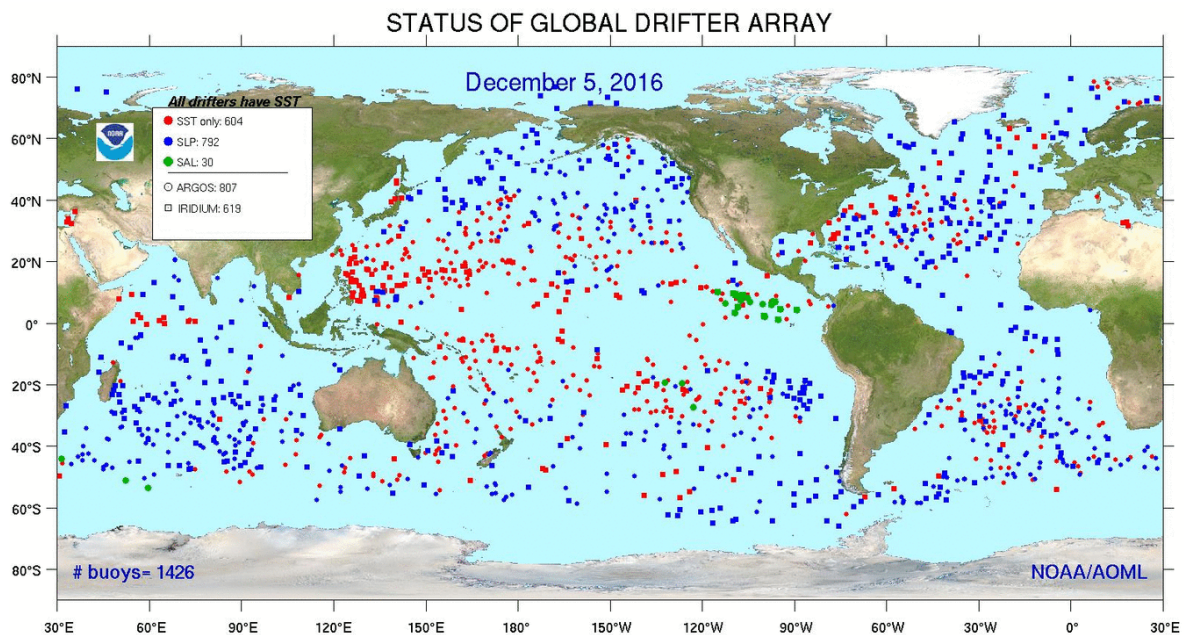 STATUS OF GLOBAL DRIFTER ARRAY
December 5, 2016
80°N
60°N
40°N
20°N
0°
20°S
40°S
60°S
80°S
All drifters have SST
NOAA
SST only: 604
SLP: 792
SAL: 30
ARGOS: 807
IRIDIUM: 619
# buoys= 1426
NOAA/AOML
30°E 60°E 90°E 120°E 150°E 180° 150°W 120°W 90°W 60°W 30°W 0° 30°E